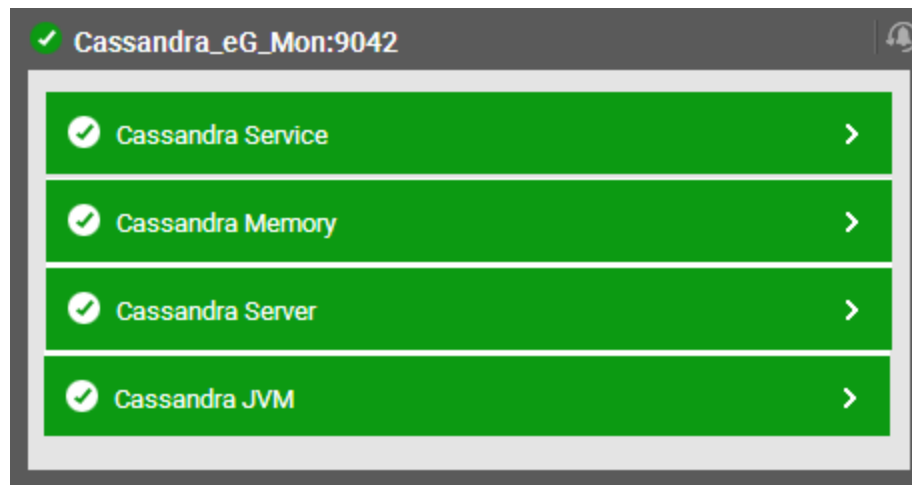 Cassandra_eG_Mon:9042
Cassandra Service
Cassandra Memory
Cassandra Server
Cassandra JVM